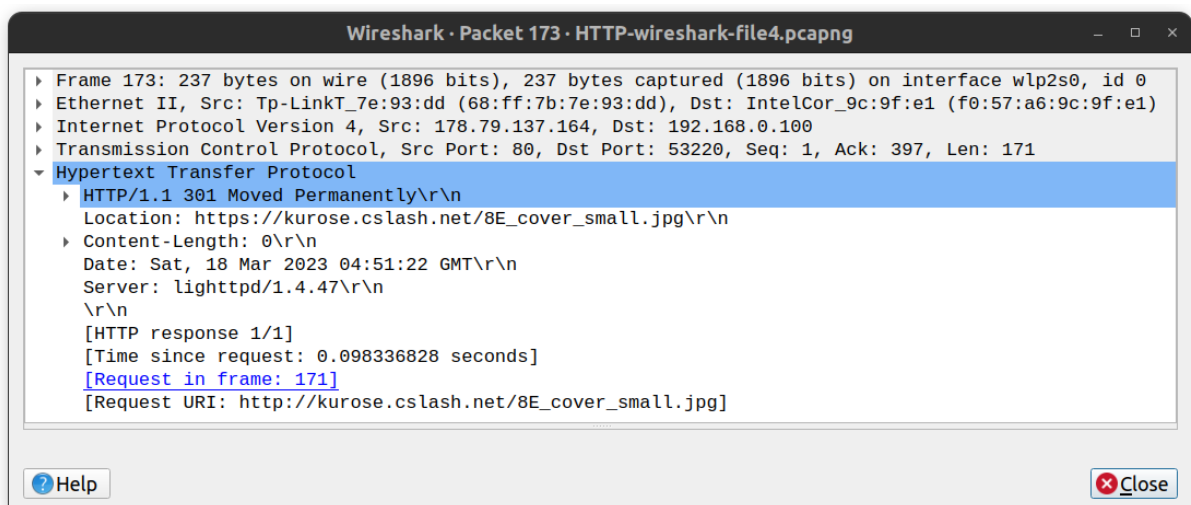 Wireshark · Packet 173 · HTTP-wireshark-file4.pcapng
Frame 173: 237 bytes on wire (1896 bits), 237 bytes captured (1896 bits) on interface wlp2s0, id 0
Ethernet II, Src: Tp-LinkT_7e:93:dd (68:ff:7b:7e:93:dd), Dst: IntelCor_9c:9f:e1 (f0:57:a6:9c:9f:e1)
Internet Protocol Version 4, Src: 178.79.137.164, Dst: 192.168.0.100
Transmission Control Protocol, Src Port: 80, Dst Port: 53220, Seq: 1, Ack: 397, Len: 171
Hypertext Transfer Protocol
HTTP/1.1 301 Moved Permanently\r\n
Location: https://kurose.cslash.net/8E_cover_small.jpg\r\n
Content-Length: 0\r\n
Date: Sat, 18 Mar 2023 04:51:22 GMT\r\n
Server: lighttpd/1.4.47\r\n
\r\n
[HTTP response 1/1]
[Time since request: 0.098336828 seconds]
[Request in frame: 171]
[Request URI: http://kurose.cslash.net/8E_cover_small.jpg]
Help
Close